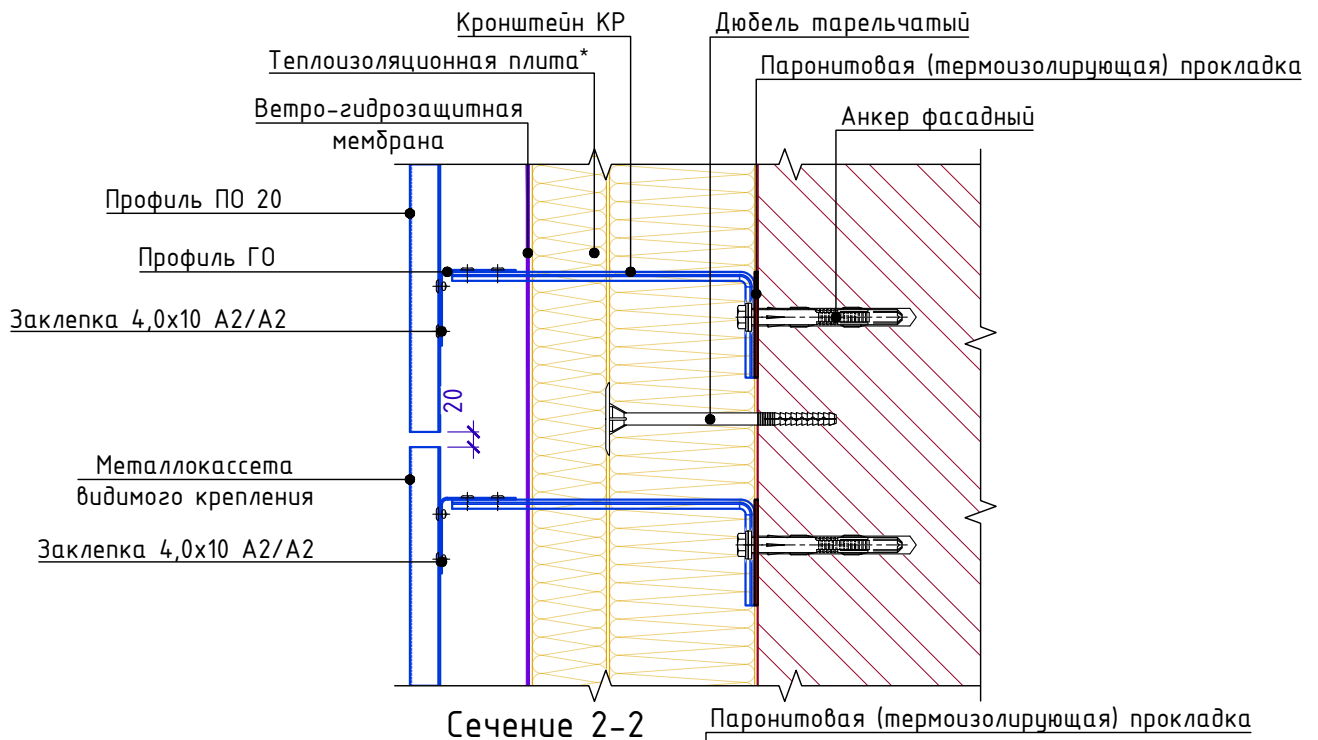 Кронштейн КР
Дюбель тарельчатый
Теплоизоляционная плита*
Паронитовая (термоизолирующая) прокладка
Ветро-гидрозащитная
мембрана
Анкер фасадный
Профиль ПО 20
Профиль ГО
Заклепка 4,0х10 А2/А2
20
Металлокассета
видимого крепления
Заклепка 4,0х10 А2/А2
Сечение 2-2
Паронитовая (термоизолирующая) прокладка